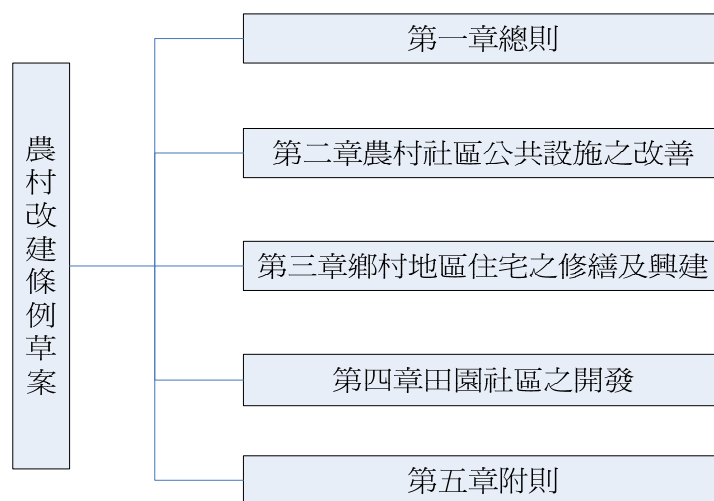 農村改建條例草案
第一章總則
第二章農村社區公共設施之改善
第三章鄉村地區住宅之修繕及興建
第四章田園社區之開發
第五章附則